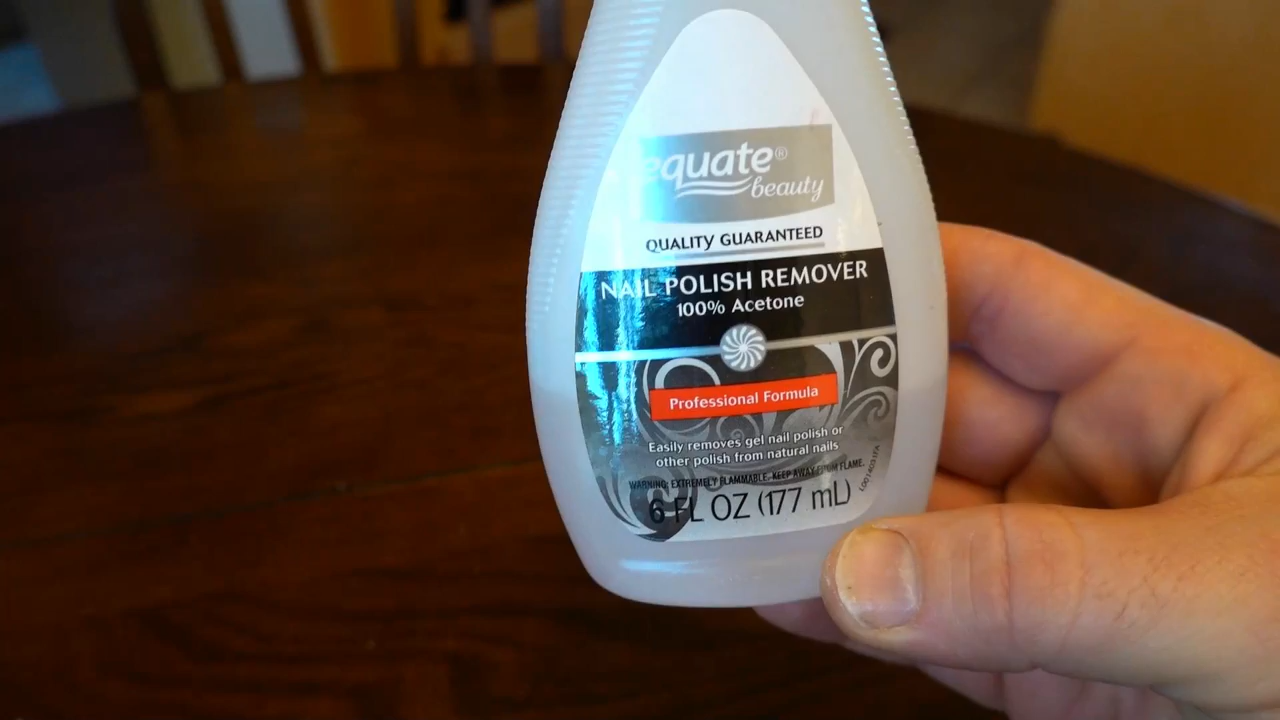 equate®
beauty
QUALITY GUARANTEED
NAIL POLISH REMOVER
100% Acetone
Professional Formula
Easily removes gel nail polish or
other polish from natural nails
WARNING: EXTREMELY FLAMMABLE. KEEP AWAY FROM FLAME.
6 FL OZ (177 mL)